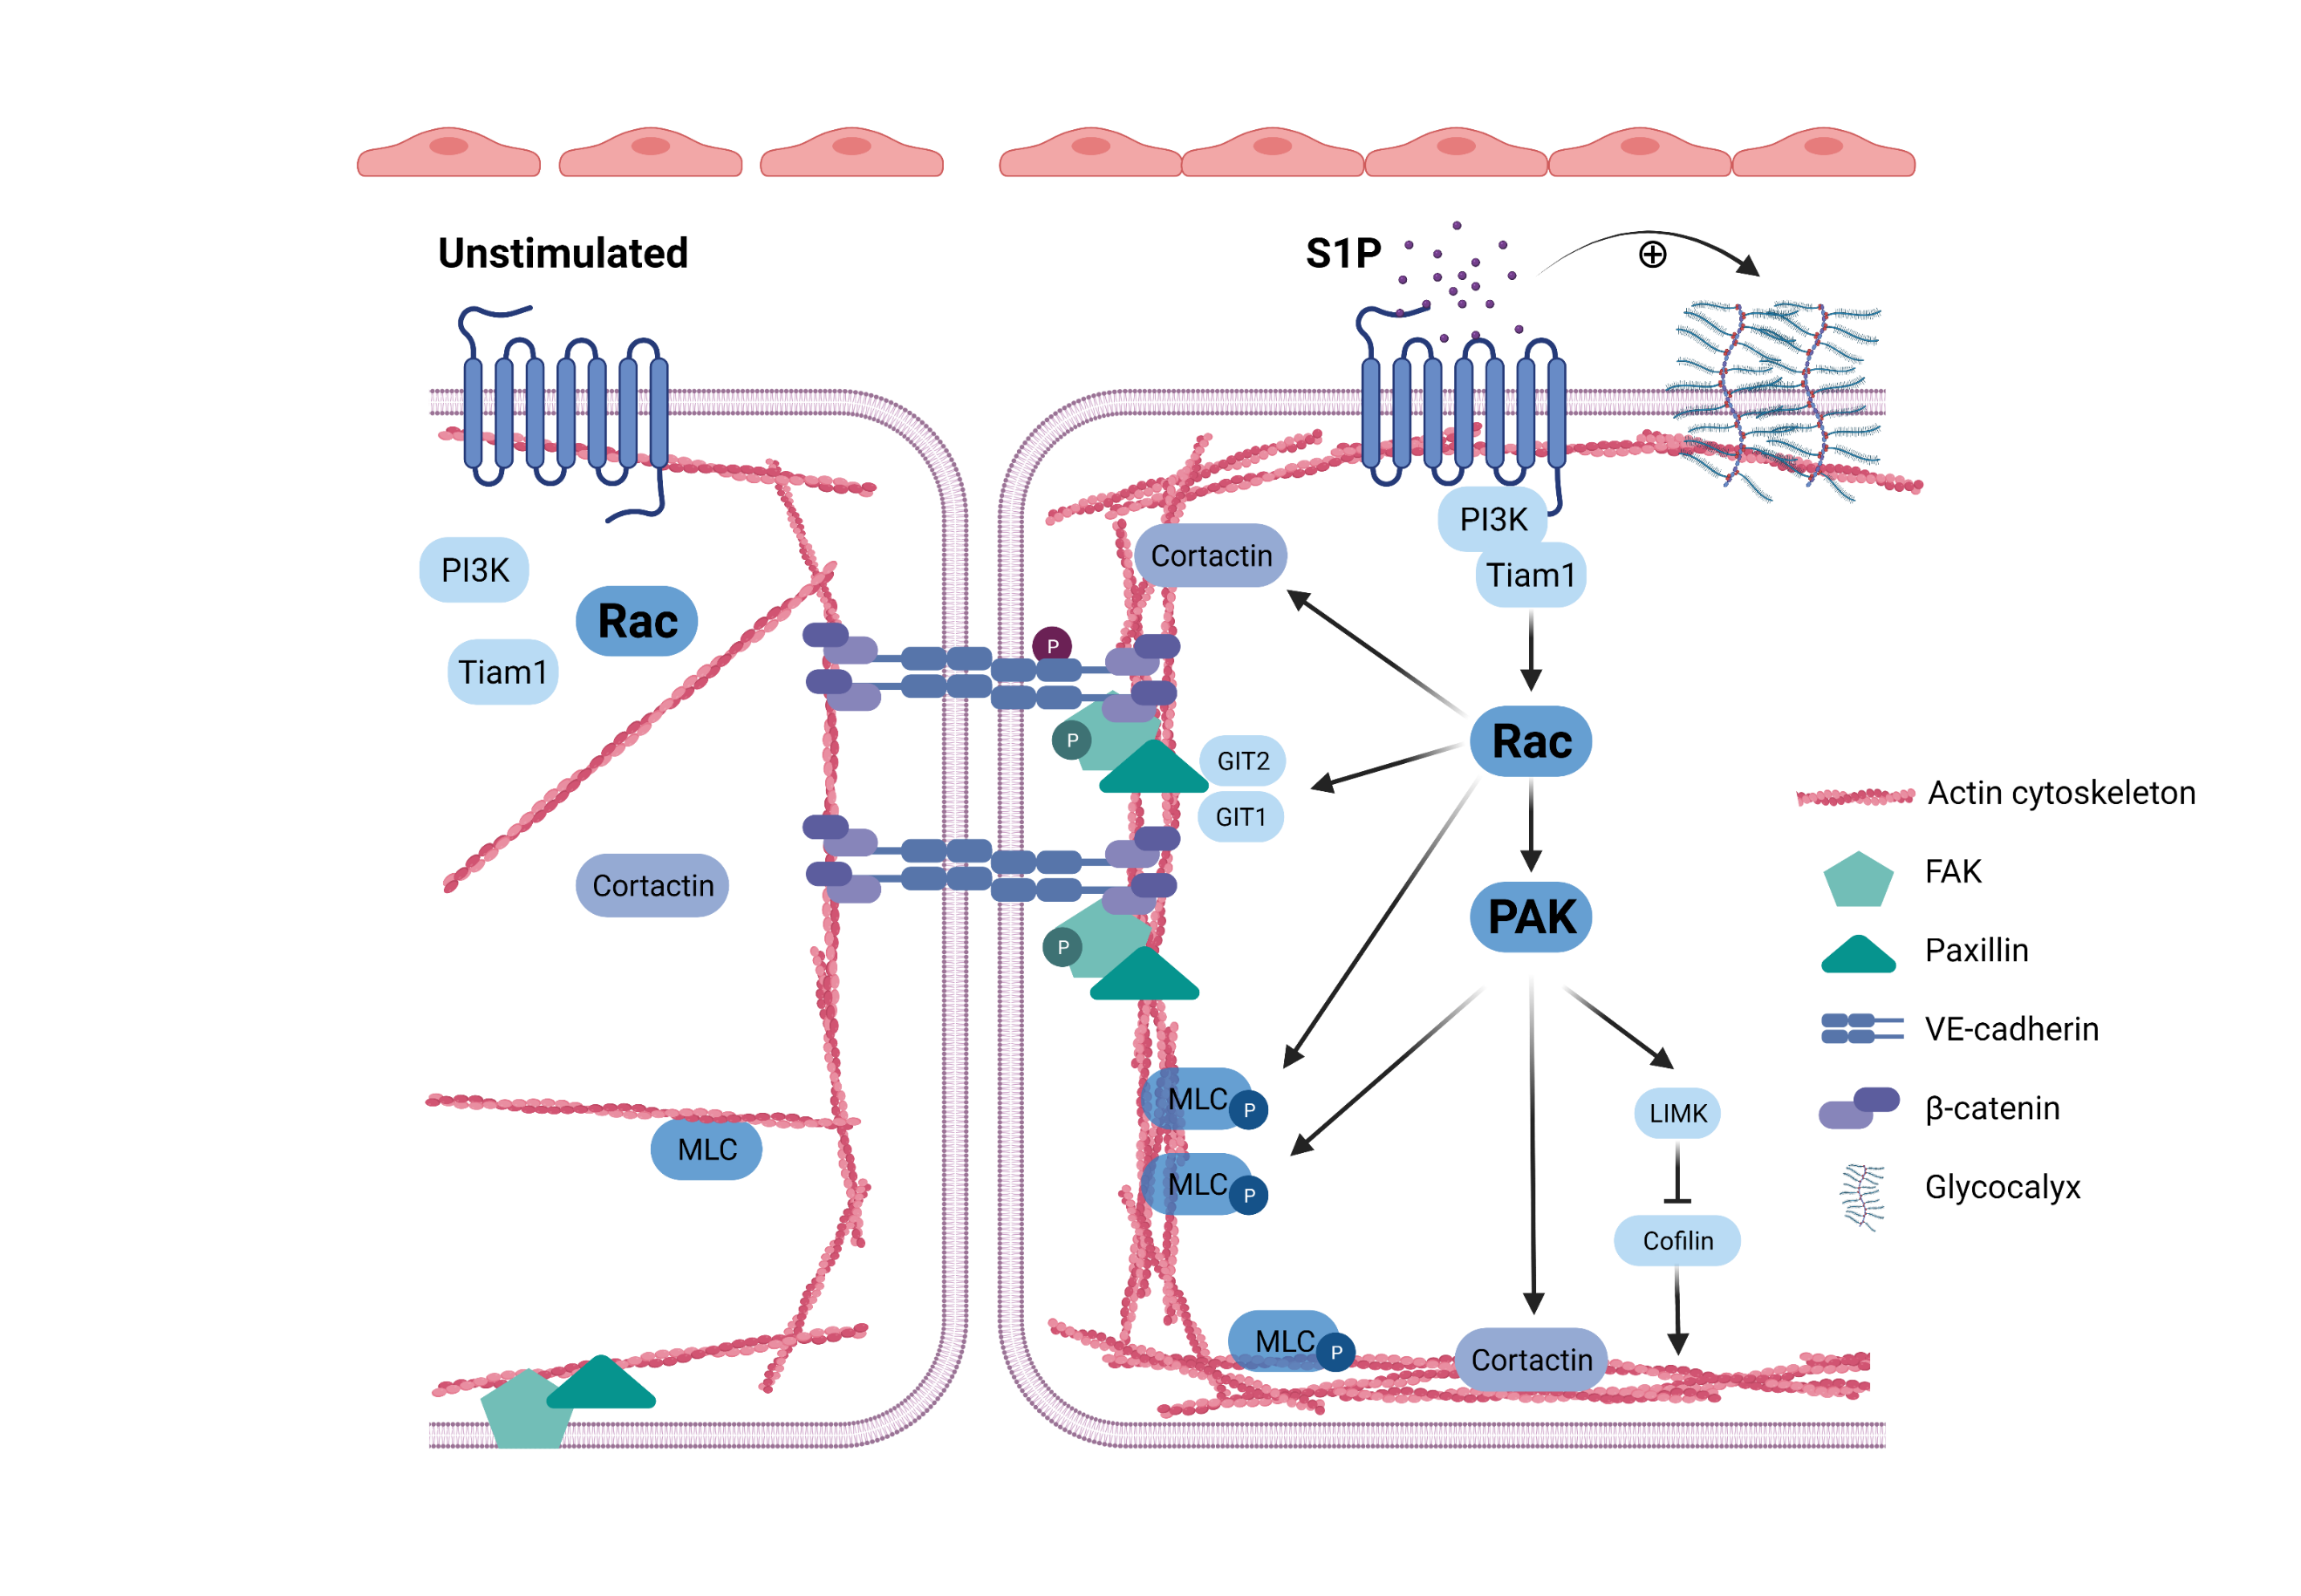 Unstimulated
PI3K
Rac
Tiam1
Cortactin
MLC
S1P
PI3K
Tiam1
Cortactin
P
Rac
P
GIT2
GIT1
PAK
P
MLC P
MLC P
LIMK
Cofilin
MLC P
Cortactin
Actin cytoskeleton
FAK
Paxillin
VE-cadherin
β-catenin
Glycocalyx